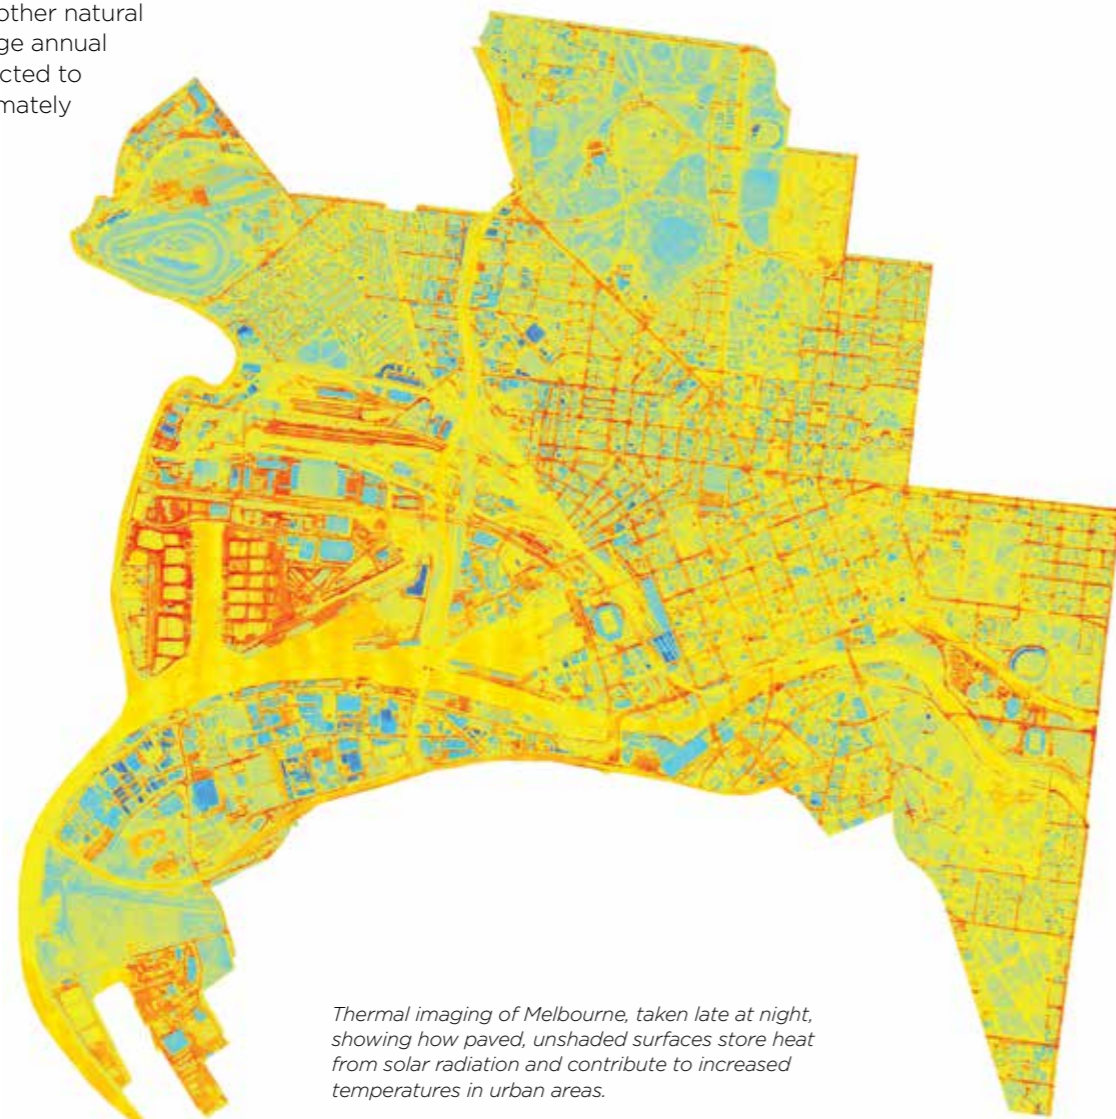 other natural
ge annual
cted to
mately
Thermal imaging of Melbourne, taken late at night,
showing how paved, unshaded surfaces store heat
from solar radiation and contribute to increased
temperatures in urban areas.